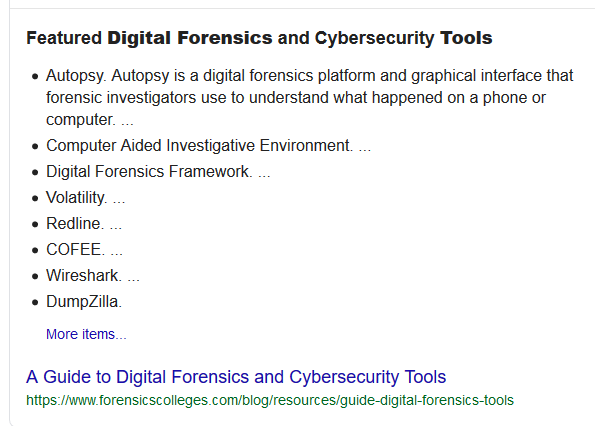 Featured Digital Forensics and Cybersecurity Tools
• Autopsy. Autopsy is a digital forensics platform and graphical interface that
forensic investigators use to understand what happened on a phone or
computer. ...
• Computer Aided Investigative Environment. ...
• Digital Forensics Framework. ...
• Volatility. ...
• Redline. ...
• COFEE. ...
• Wireshark. ...
• DumpZilla.
More items...
A Guide to Digital Forensics and Cybersecurity Tools
https://www.forensicscolleges.com/blog/resources/guide-digital-forensics-tools